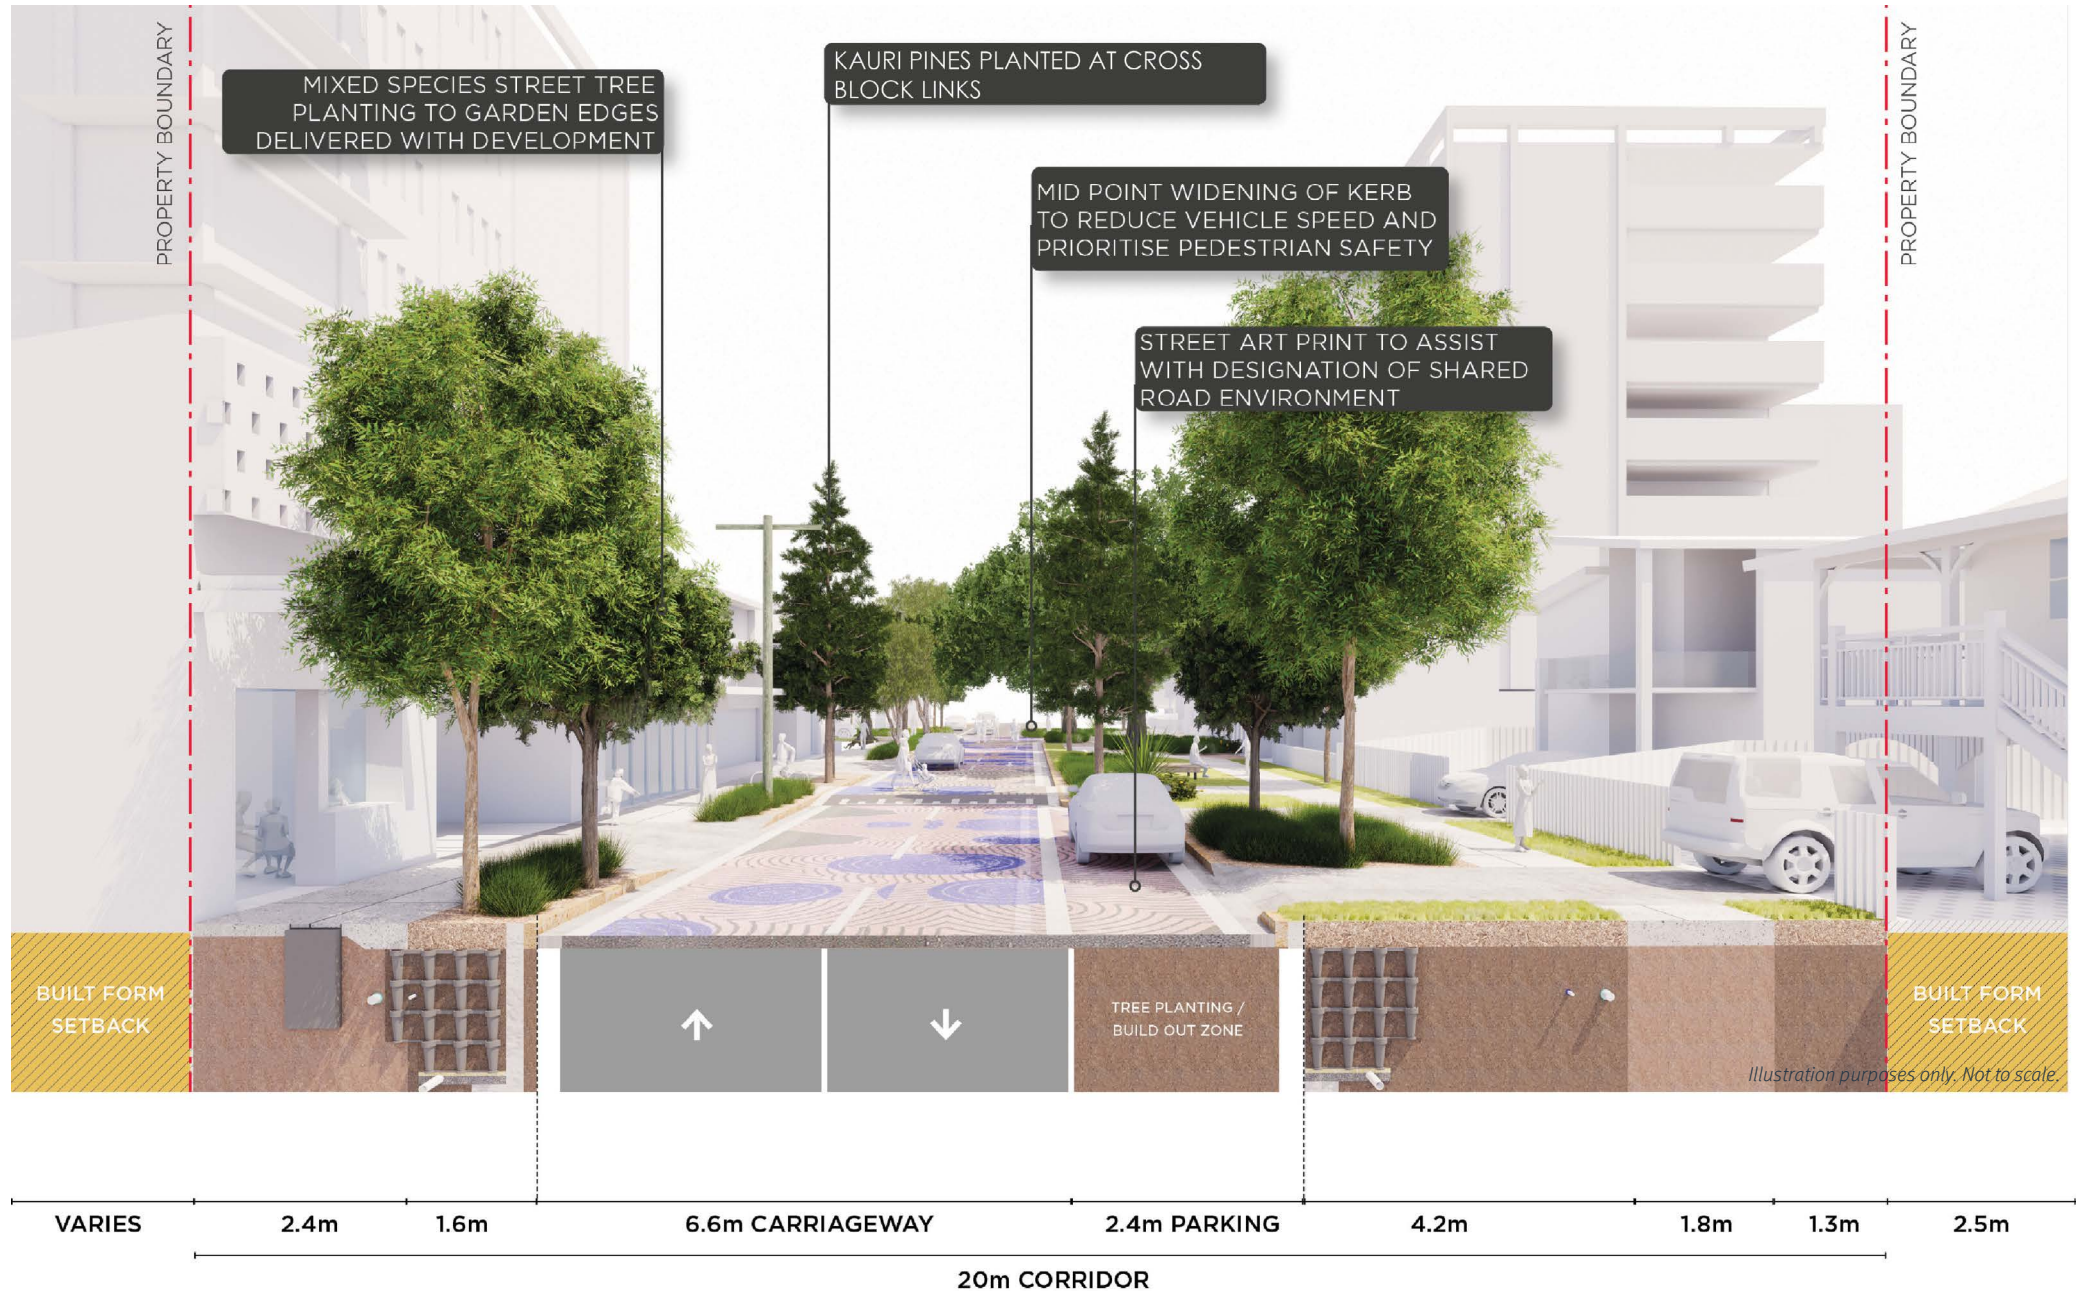 PROPERTY BOUNDARY
MIXED SPECIES STREET TREE
PLANTING TO GARDEN EDGES
DELIVERED WITH DEVELOPMENT
KAURI PINES PLANTED AT CROSS
BLOCK LINKS
MID POINT WIDENING OF KERB
TO REDUCE VEHICLE SPEED AND
PRIORITISE PEDESTRIAN SAFETY
STREET ART PRINT TO ASSIST
WITH DESIGNATION OF SHARED
ROAD ENVIRONMENT
PROPERTY BOUNDARY
BUILT FORM
SETBACK
TREE PLANTING /
BUILD OUT ZONE
BUILT FORM
SETBACK
Illustration purposes only. Not to scale.
VARIES
2.4m
1.6m
6.6m CARRIAGEWAY
2.4m PARKING
4.2m
1.8m
1.3m
2.5m
20m CORRIDOR